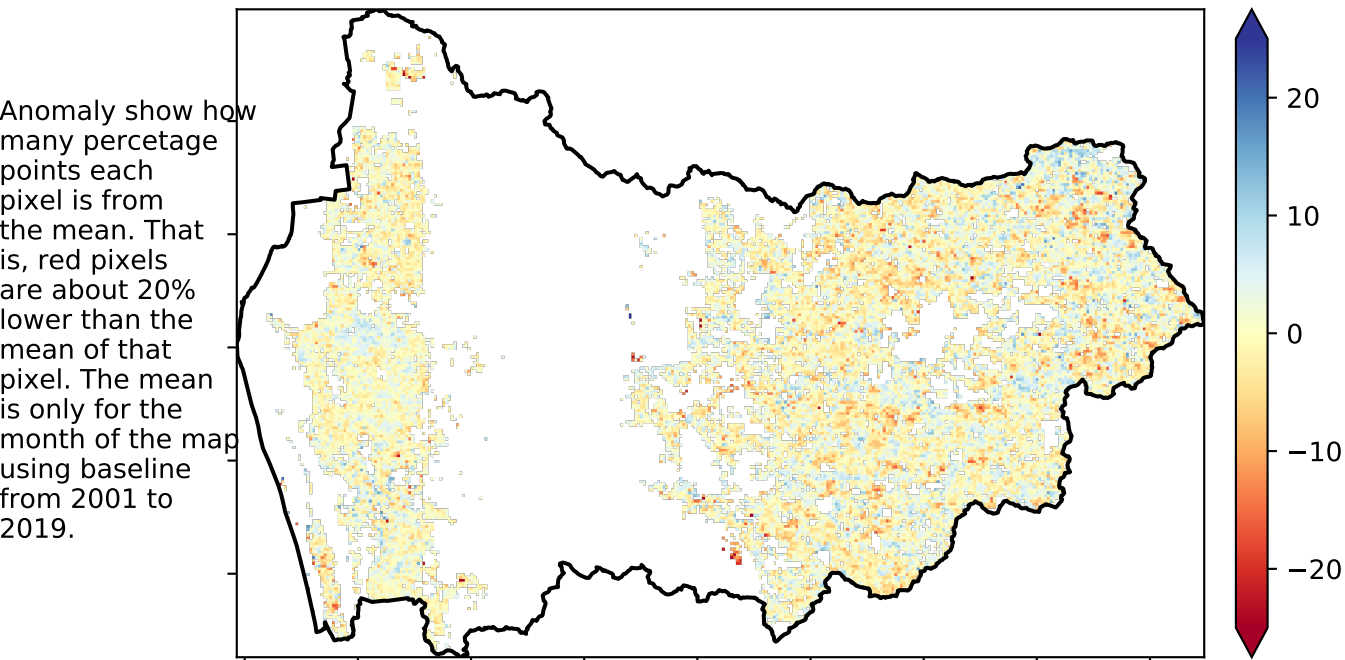 Anomaly show how
many percetage
points each
pixel is from
the mean. That
is, red pixels
are about 20%
lower than the
mean of that
pixel. The mean
is only for the
month of the map
using baseline
from 2001 to
2019.
20
10
0
−10
−20